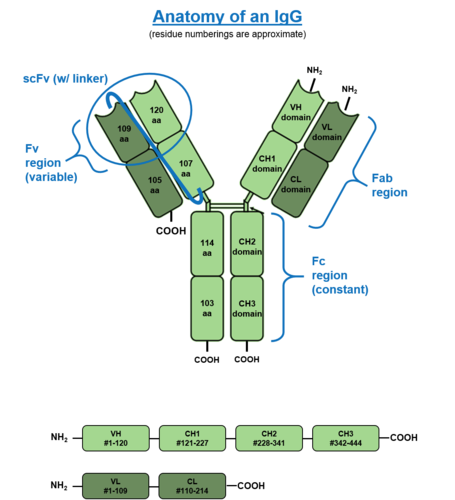 Anatomy of an IgG
(residue numberings are approximate)
scFv (w/ linker)
NH2
NH2
120
aa
109
aa
VH
domain
VL
domain
Fv
region
(variable)
107
aa
105
aa
CH1
domain
CL
domain
Fab
region
COOH
114
aa
CH2
domain
Fc
region
(constant)
103
aa
CH3
domain
COOH
COOH
NH2
VH
#1-120
CH1
#121-227
CH2
#228-341
CH3
#342-444
COOH
NH2
VL
#1-109
CL
#110-214
COOH